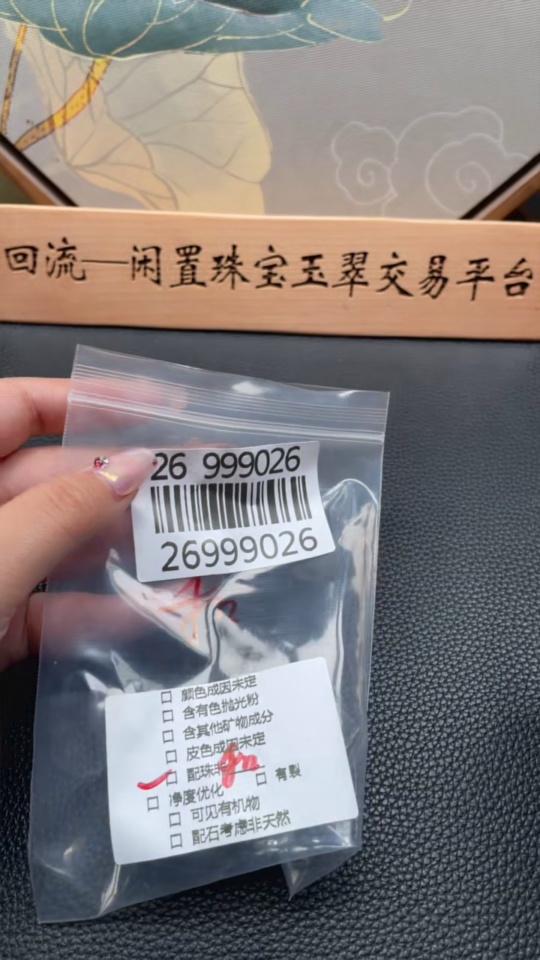 回流—闲置珠宝玉翠交易平台
26 999026
26999026
□ 颜色成因未定
□ 含有色抛光粉
□ 含其他矿物成分
□ 皮色成因未定
□ 配珠非 □ 有裂
□ 净度优化
□ 可见有机物
□ 配石考虑非天然